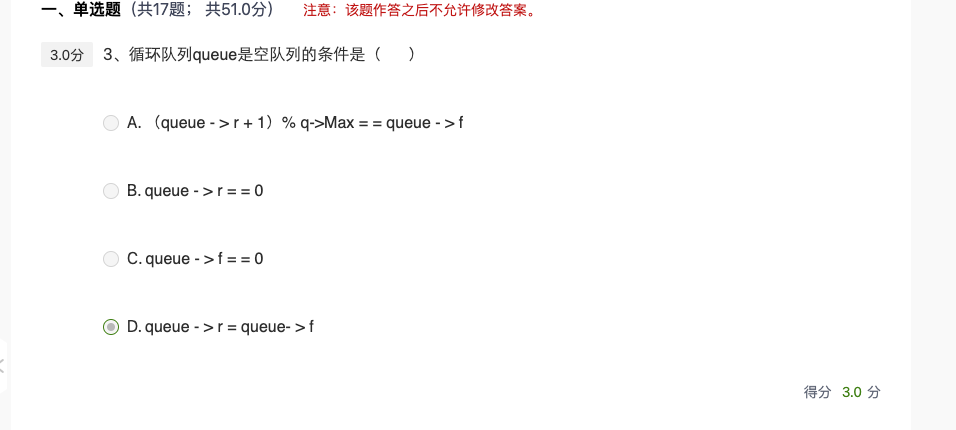 一、单选题（共17题； 共51.0分） 注意：该题作答之后不允许修改答案。
3.0分 3、循环队列queue是空队列的条件是（  ）
A. （queue - > r + 1）% q->Max = = queue - > f
B. queue - > r = = 0
C. queue - > f = = 0
D. queue - > r = queue- > f
得分 3.0 分